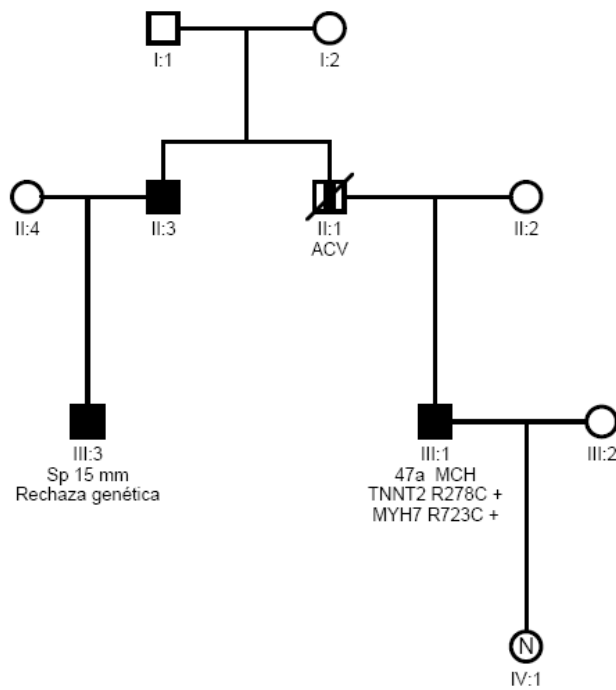 I:1
I:2
II:4
II:3
II:1
ACV
II:2
III:3
Sp 15 mm
Rechaza genética
III:1
47a MCH
TNNT2 R278C +
MYH7 R723C +
III:2
N
IV:1